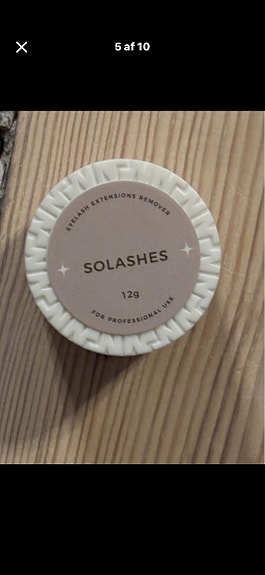 5 af 10
EYELASH EXTENSIONS REMOVER
SOLASHES
12g
FOR PROFESSIONAL USE